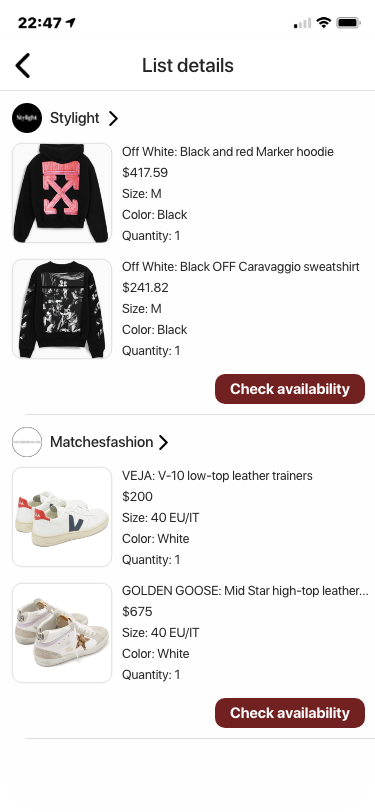 22:47
List details
Stylight
Stylight
Off White: Black and red Marker hoodie
$417.59
Size: M
Color: Black
Quantity: 1
Off White: Black OFF Caravaggio sweatshirt
$241.82
Size: M
Color: Black
Quantity: 1
Check availability
Matchesfashion
VEJA: V-10 low-top leather trainers
$200
Size: 40 EU/IT
Color: White
Quantity: 1
GOLDEN GOOSE: Mid Star high-top leather...
$675
Size: 40 EU/IT
Color: White
Quantity: 1
Check availability